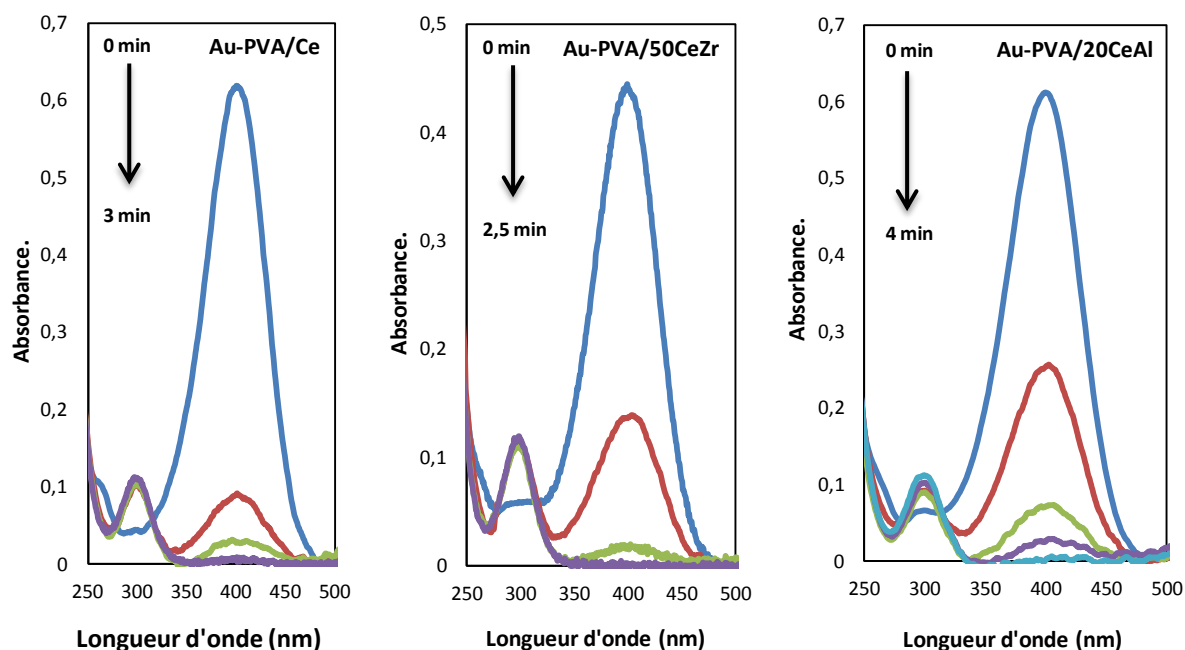 Au-PVA/Ce
0 min
3 min
0,7
0,6
0,5
0,4
0,3
0,2
0,1
0
Absorbance.
250 300 350 400 450 500
Longueur d'onde (nm)
Au-PVA/50CeZr
0 min
2,5 min
0,5
0,4
0,3
0,2
0,1
0
Absorbance.
250 300 350 400 450 500
Longueur d'onde (nm)
Au-PVA/20CeAl
0 min
4 min
0,7
0,6
0,5
0,4
0,3
0,2
0,1
0
Absorbance.
250 300 350 400 450 500
Longueur d'onde (nm)